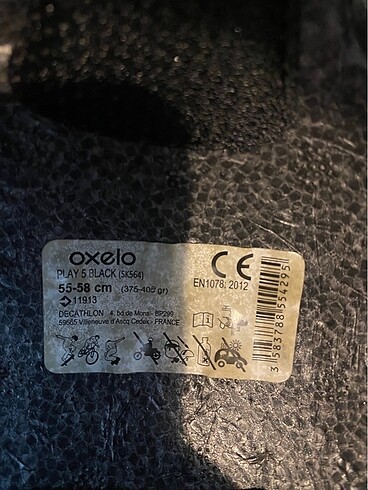 oxelo
CE
PLAY 5 BLACK (SK564)
EN1078: 2012
55-58 cm (375-405 gr)
11913
DECATHLON 4, bd de Mons - BP299
59665 Villeneuve d'Ascq Cedex - FRANCE
3 583788 554295